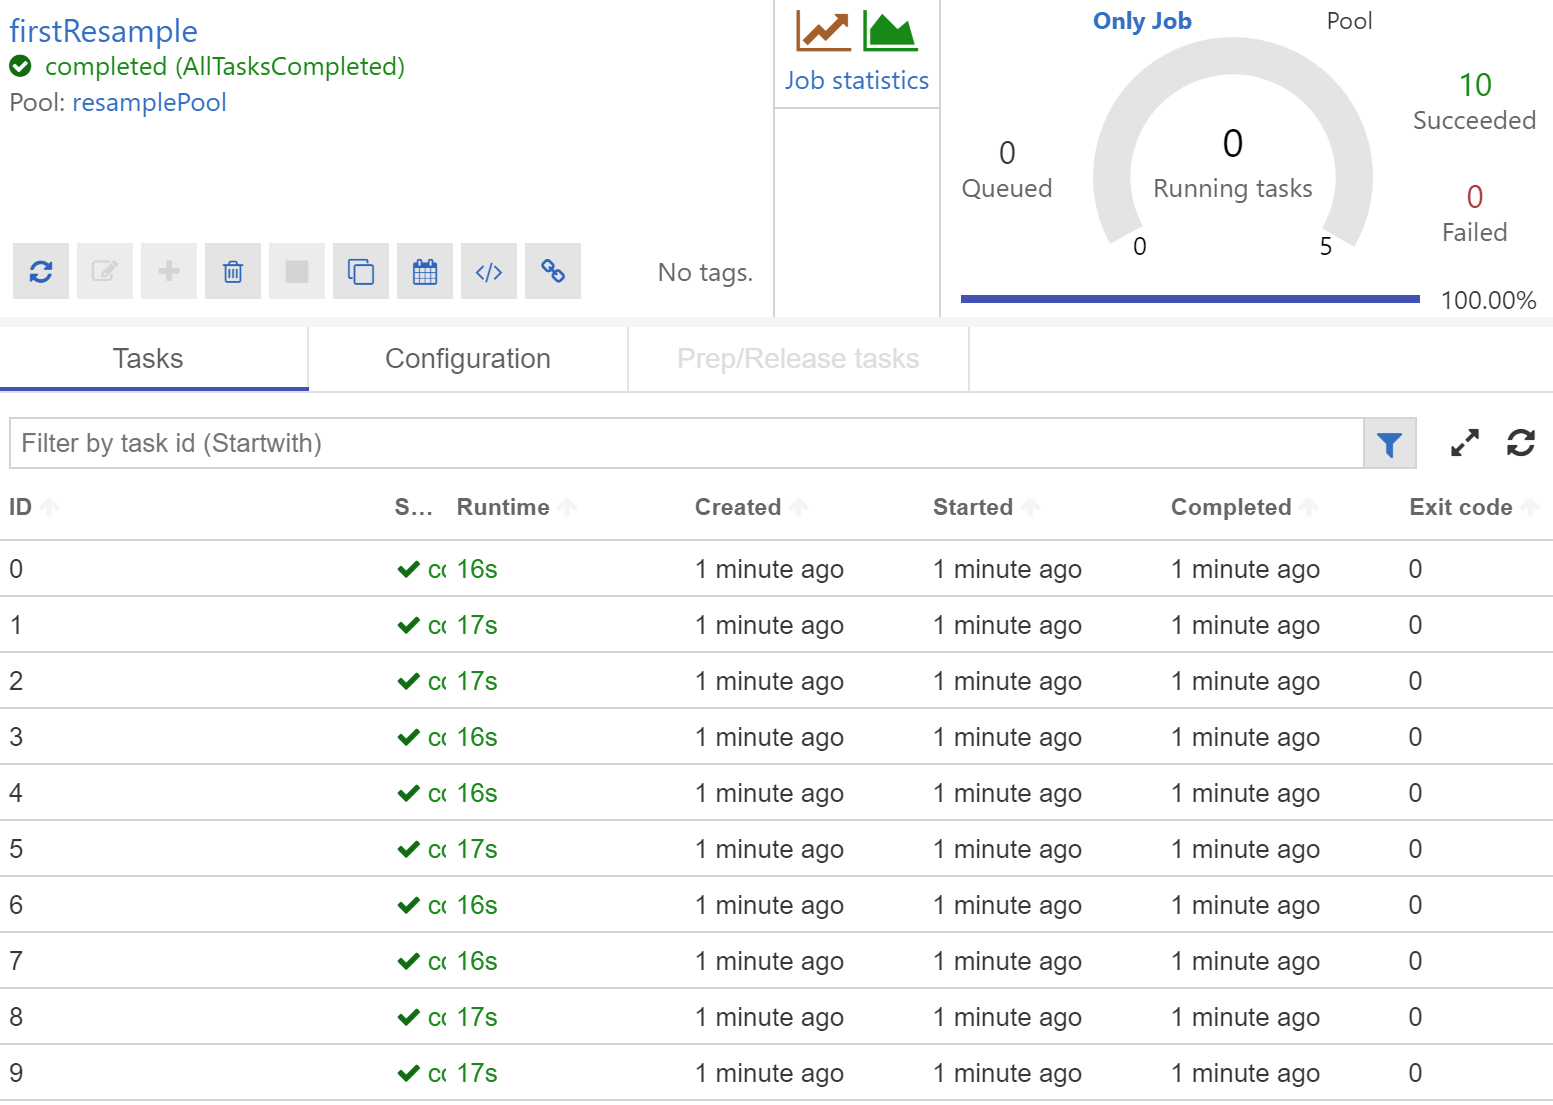 firstResample
completed (AllTasksCompleted)
Pool: resamplePool
No tags.
Job statistics
Only Job
Pool
0
Queued
0
Running tasks
0
5
10
Succeeded
0
Failed
100.00%
Tasks
Configuration
Prep/Release tasks
Filter by task id (Startwith)
ID S... Runtime Created Started Completed Exit code
0 co 16s 1 minute ago 1 minute ago 1 minute ago 0
1 co 17s 1 minute ago 1 minute ago 1 minute ago 0
2 co 17s 1 minute ago 1 minute ago 1 minute ago 0
3 co 16s 1 minute ago 1 minute ago 1 minute ago 0
4 co 16s 1 minute ago 1 minute ago 1 minute ago 0
5 co 17s 1 minute ago 1 minute ago 1 minute ago 0
6 co 16s 1 minute ago 1 minute ago 1 minute ago 0
7 co 16s 1 minute ago 1 minute ago 1 minute ago 0
8 co 17s 1 minute ago 1 minute ago 1 minute ago 0
9 co 17s 1 minute ago 1 minute ago 1 minute ago 0